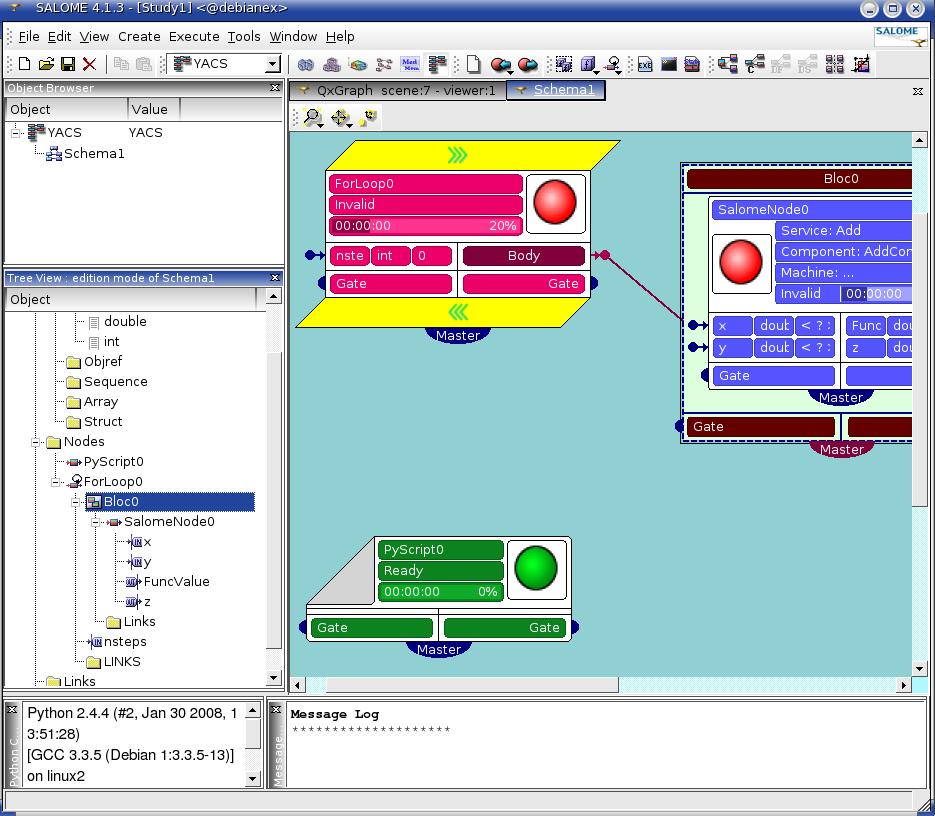 SALOME 4.1.3 - [Study1] <@debianex>
File Edit View Create Execute Tools Window Help
SALOME
YACS
Object Browser
Object Value
YACS YACS
Schema1
Tree View : edition mode of Schema1
Object
double
int
Objref
Sequence
Array
Struct
Nodes
PyScript0
ForLoop0
Bloc0
SalomeNode0
x
y
FuncValue
z
Links
nsteps
LINKS
Links
QxGraph scene:7 - viewer:1 Schema1
ForLoop0
Invalid
00:00:00 20%
nste int 0 Body
Gate Gate
Master
Bloc0
SalomeNode0
Service: Add
Component: AddCor
Machine: ...
Invalid 00:00:00
x doub < ? : Func dou
y doub < ? : z dou
Gate
Master
Gate
Master
PyScript0
Ready
00:00:00 0%
Gate Gate
Master
Python C...
Python 2.4.4 (#2, Jan 30 2008, 1
3:51:28)
[GCC 3.3.5 (Debian 1:3.3.5-13)]
on linux2
Message...
Message Log
********************